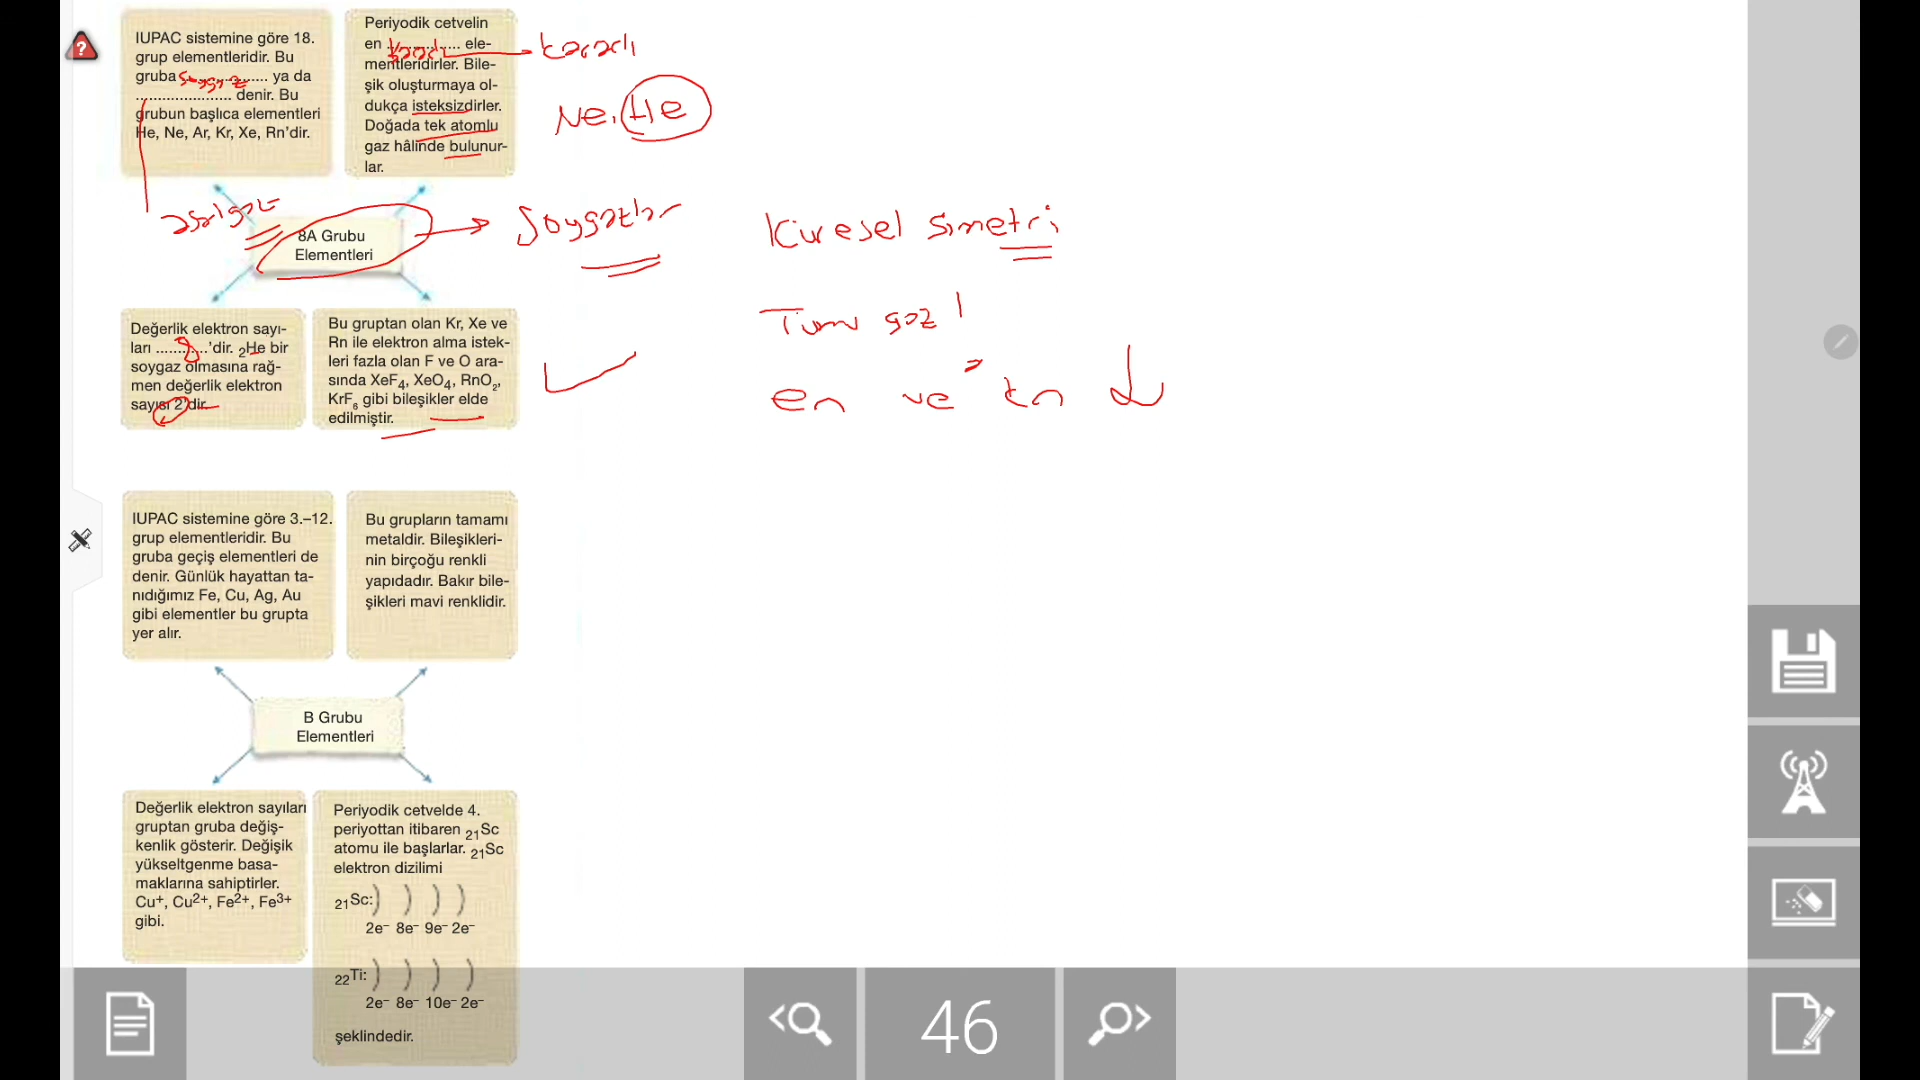 IUPAC sistemine göre 18.
grup elementleridir. Bu
gruba soygaz ya da
...................... denir. Bu
grubun başlıca elementleri
He, Ne, Ar, Kr, Xe, Rn’dir.
Periyodik cetvelin
en ................. ele-
mentleridirler. Bile-
şik oluşturmaya ol-
dukça isteksizdirler.
Doğada tek atomlu
gaz hâlinde bulunur-
lar.
kararlı
Ne, He
asalgaz
8A Grubu
Elementleri
Soygazlar
Küresel simetri
Tümü gaz
en ve kn
Değerlik elektron sayı-
ları ....8....’dir. ₂He bir
soygaz olmasına rağ-
men değerlik elektron
sayısı 2’dir.
Bu gruptan olan Kr, Xe ve
Rn ile elektron alma istek-
leri fazla olan F ve O ara-
sında XeF₄, XeO₄, RnO₂,
KrF₆ gibi bileşikler elde
edilmiştir.
IUPAC sistemine göre 3.–12.
grup elementleridir. Bu
gruba geçiş elementleri de
denir. Günlük hayattan ta-
nıdığımız Fe, Cu, Ag, Au
gibi elementler bu grupta
yer alır.
Bu grupların tamamı
metaldir. Bileşikleri-
nin birçoğu renkli
yapıdadır. Bakır bile-
şikleri mavi renklidir.
B Grubu
Elementleri
Değerlik elektron sayıları
gruptan gruba değiş-
kenlik gösterir. Değişik
yükseltgenme basa-
maklarına sahiptirler.
Cu⁺, Cu²⁺, Fe²⁺, Fe³⁺
gibi.
Periyodik cetvelde 4.
periyottan itibaren ₂₁Sc
atomu ile başlarlar. ₂₁Sc
elektron dizilimi
₂₁Sc: ) ) ) )
2e⁻ 8e⁻ 9e⁻ 2e⁻
₂₂Ti: ) ) ) )
2e⁻ 8e⁻ 10e⁻ 2e⁻
şeklindedir.
46